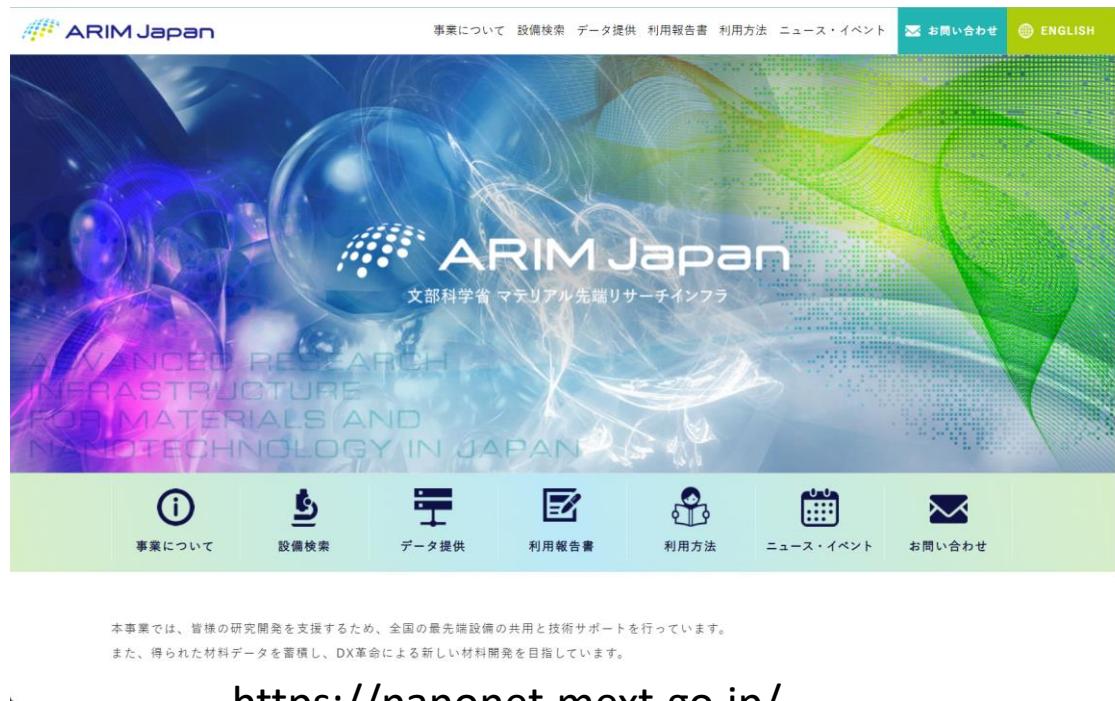 ARIM Japan
事業について 設備検索 データ提供 利用報告書 利用方法 ニュース・イベント お問い合わせ ENGLISH
ARIM Japan
文部科学省 マテリアル先端リサーチインフラ
ADVANCED RESEARCH
INFRASTRUCTURE
FOR MATERIALS AND
NANOTECHNOLOGY IN JAPAN
事業について 設備検索 データ提供 利用報告書 利用方法 ニュース・イベント お問い合わせ
本事業では、皆様の研究開発を支援するため、全国の最先端設備の共用と技術サポートを行っています。
また、得られた材料データを蓄積し、DX革命による新しい材料開発を目指しています。
https://nanonet.mext.go.jp/